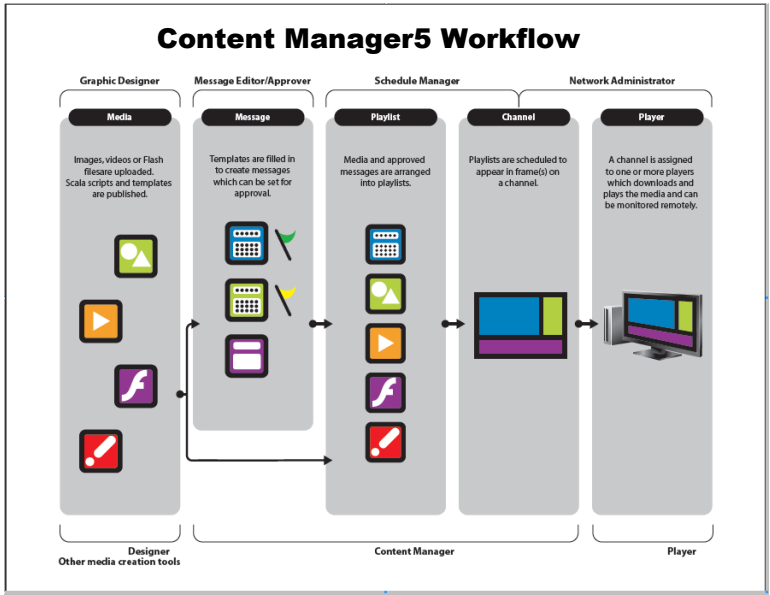 Content Manager5 Workflow
Graphic Designer
Message Editor/Approver
Schedule Manager
Network Administrator
Media
Images, videos or Flash
filesare uploaded.
Scala scripts and templates
are published.
Message
Templates are filled in
to create messages
which can be set for
approval.
Playlist
Media and approved
messages are arranged
into playlists.
Channel
Playlists are scheduled to
appear in frame(s) on
a channel.
Player
A channel is assigned
to one or more players
which downloads and
plays the media and can
be monitored remotely.
Designer
Other media creation tools
Content Manager
Player